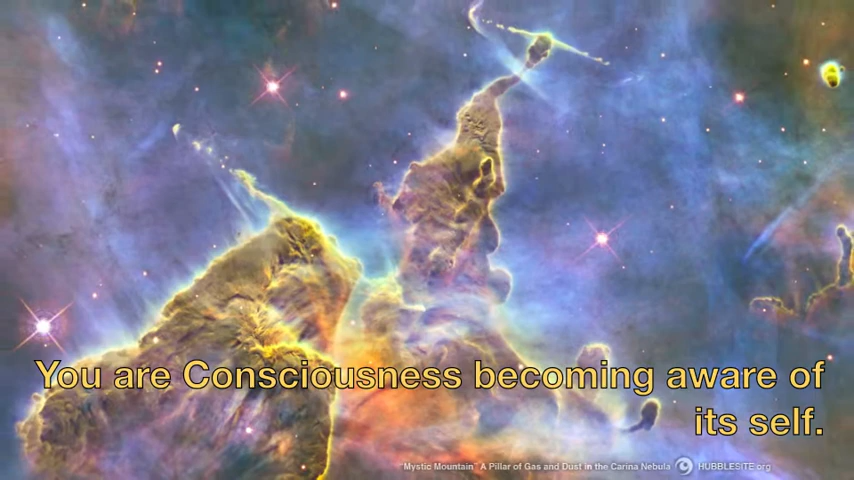 You are Consciousness becoming aware of
its self.
"Mystic Mountain" A Pillar of Gas and Dust in the Carina Nebula HUBBLESITE.org